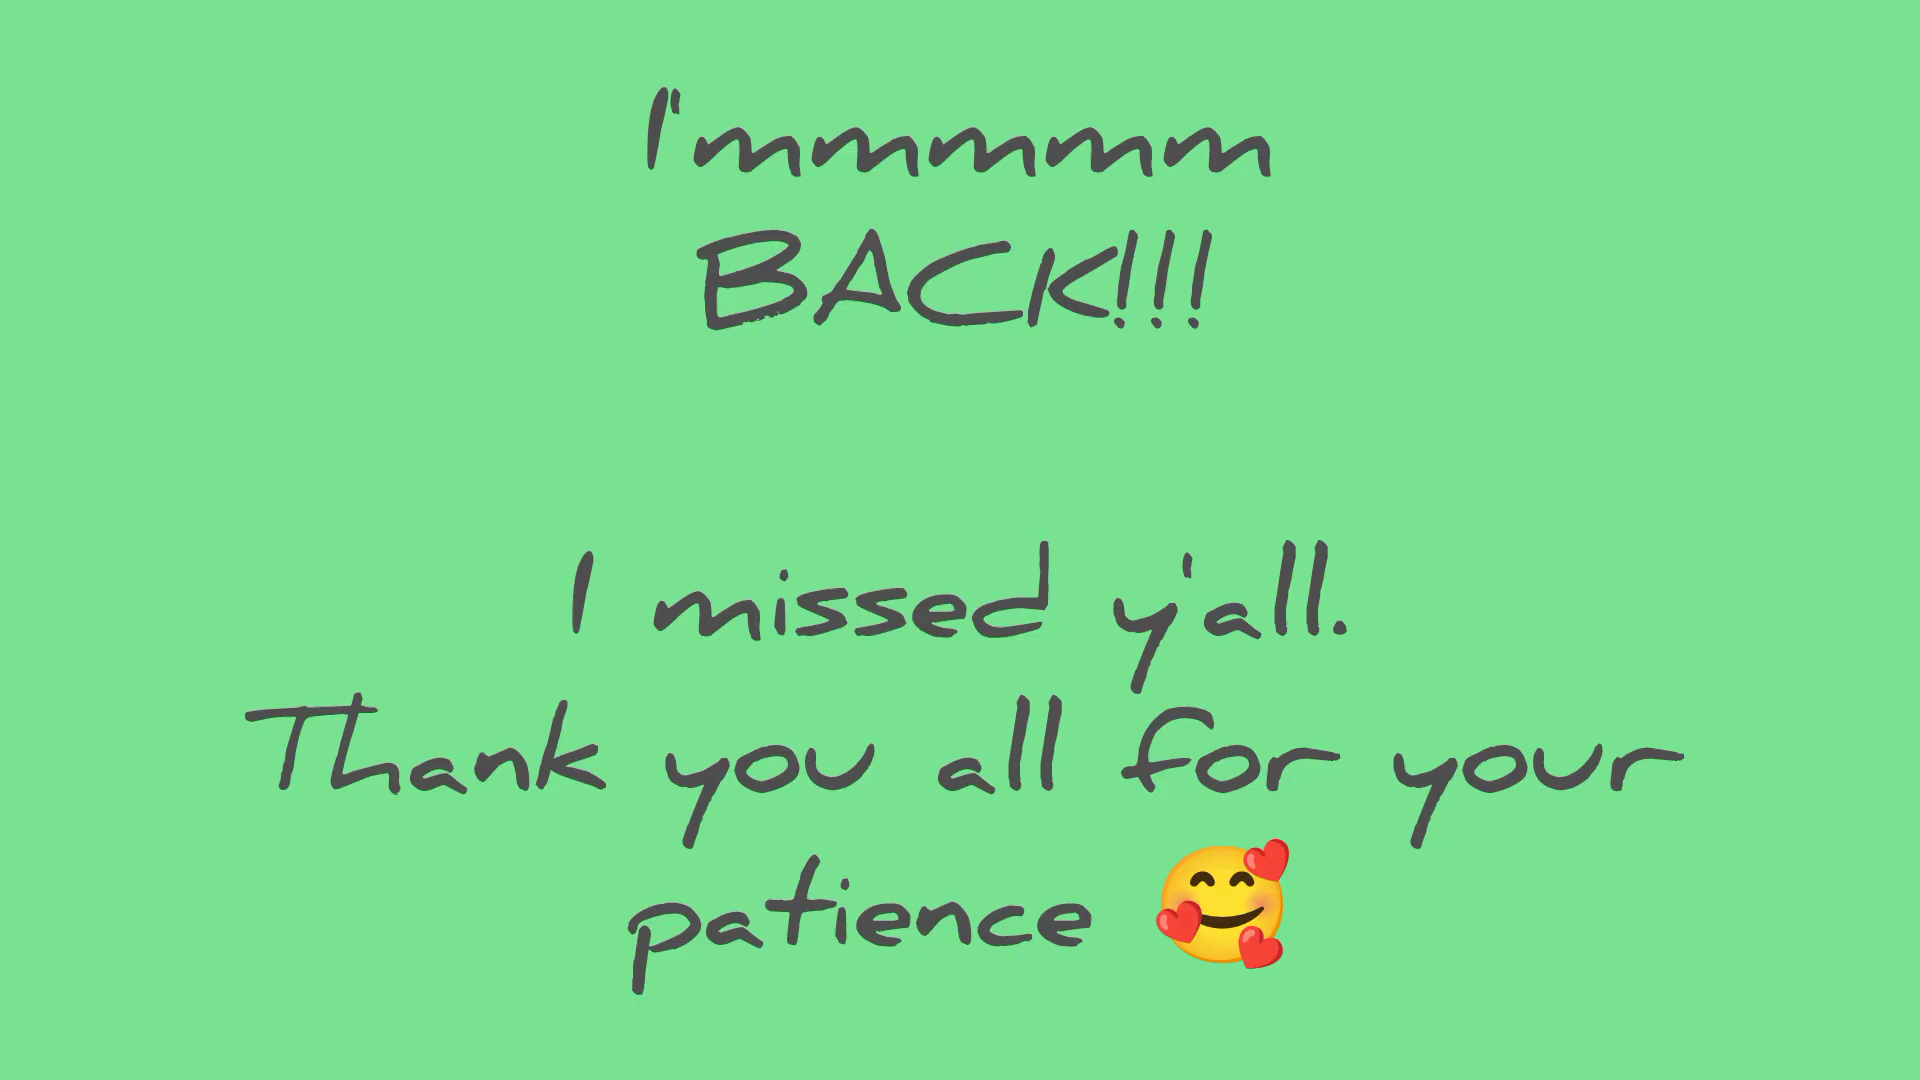 I'mmmmm
BACK!!!
I missed y'all.
Thank you all for your
patience 🥰